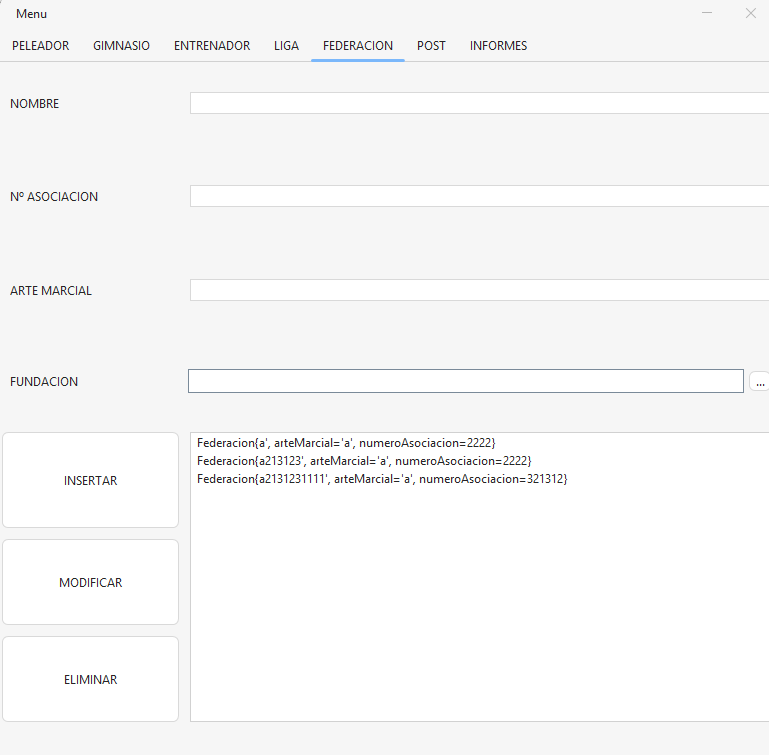 Menu
PELEADOR GIMNASIO ENTRENADOR LIGA FEDERACION POST INFORMES
NOMBRE
Nº ASOCIACION
ARTE MARCIAL
FUNDACION
...
INSERTAR
MODIFICAR
ELIMINAR
Federacion{a', arteMarcial='a', numeroAsociacion=2222}
Federacion{a213123', arteMarcial='a', numeroAsociacion=2222}
Federacion{a2131231111', arteMarcial='a', numeroAsociacion=321312}